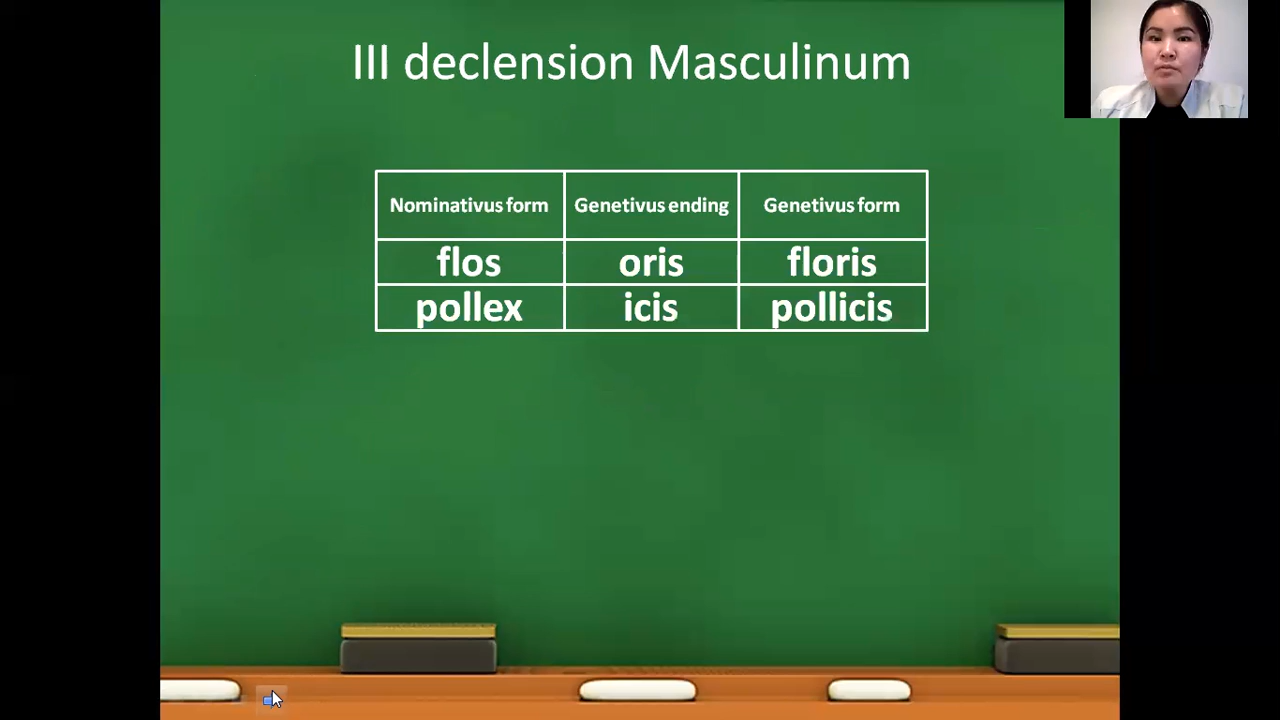 III declension Masculinum
Nominativus form Genetivus ending Genetivus form
flos oris floris
pollex icis pollicis